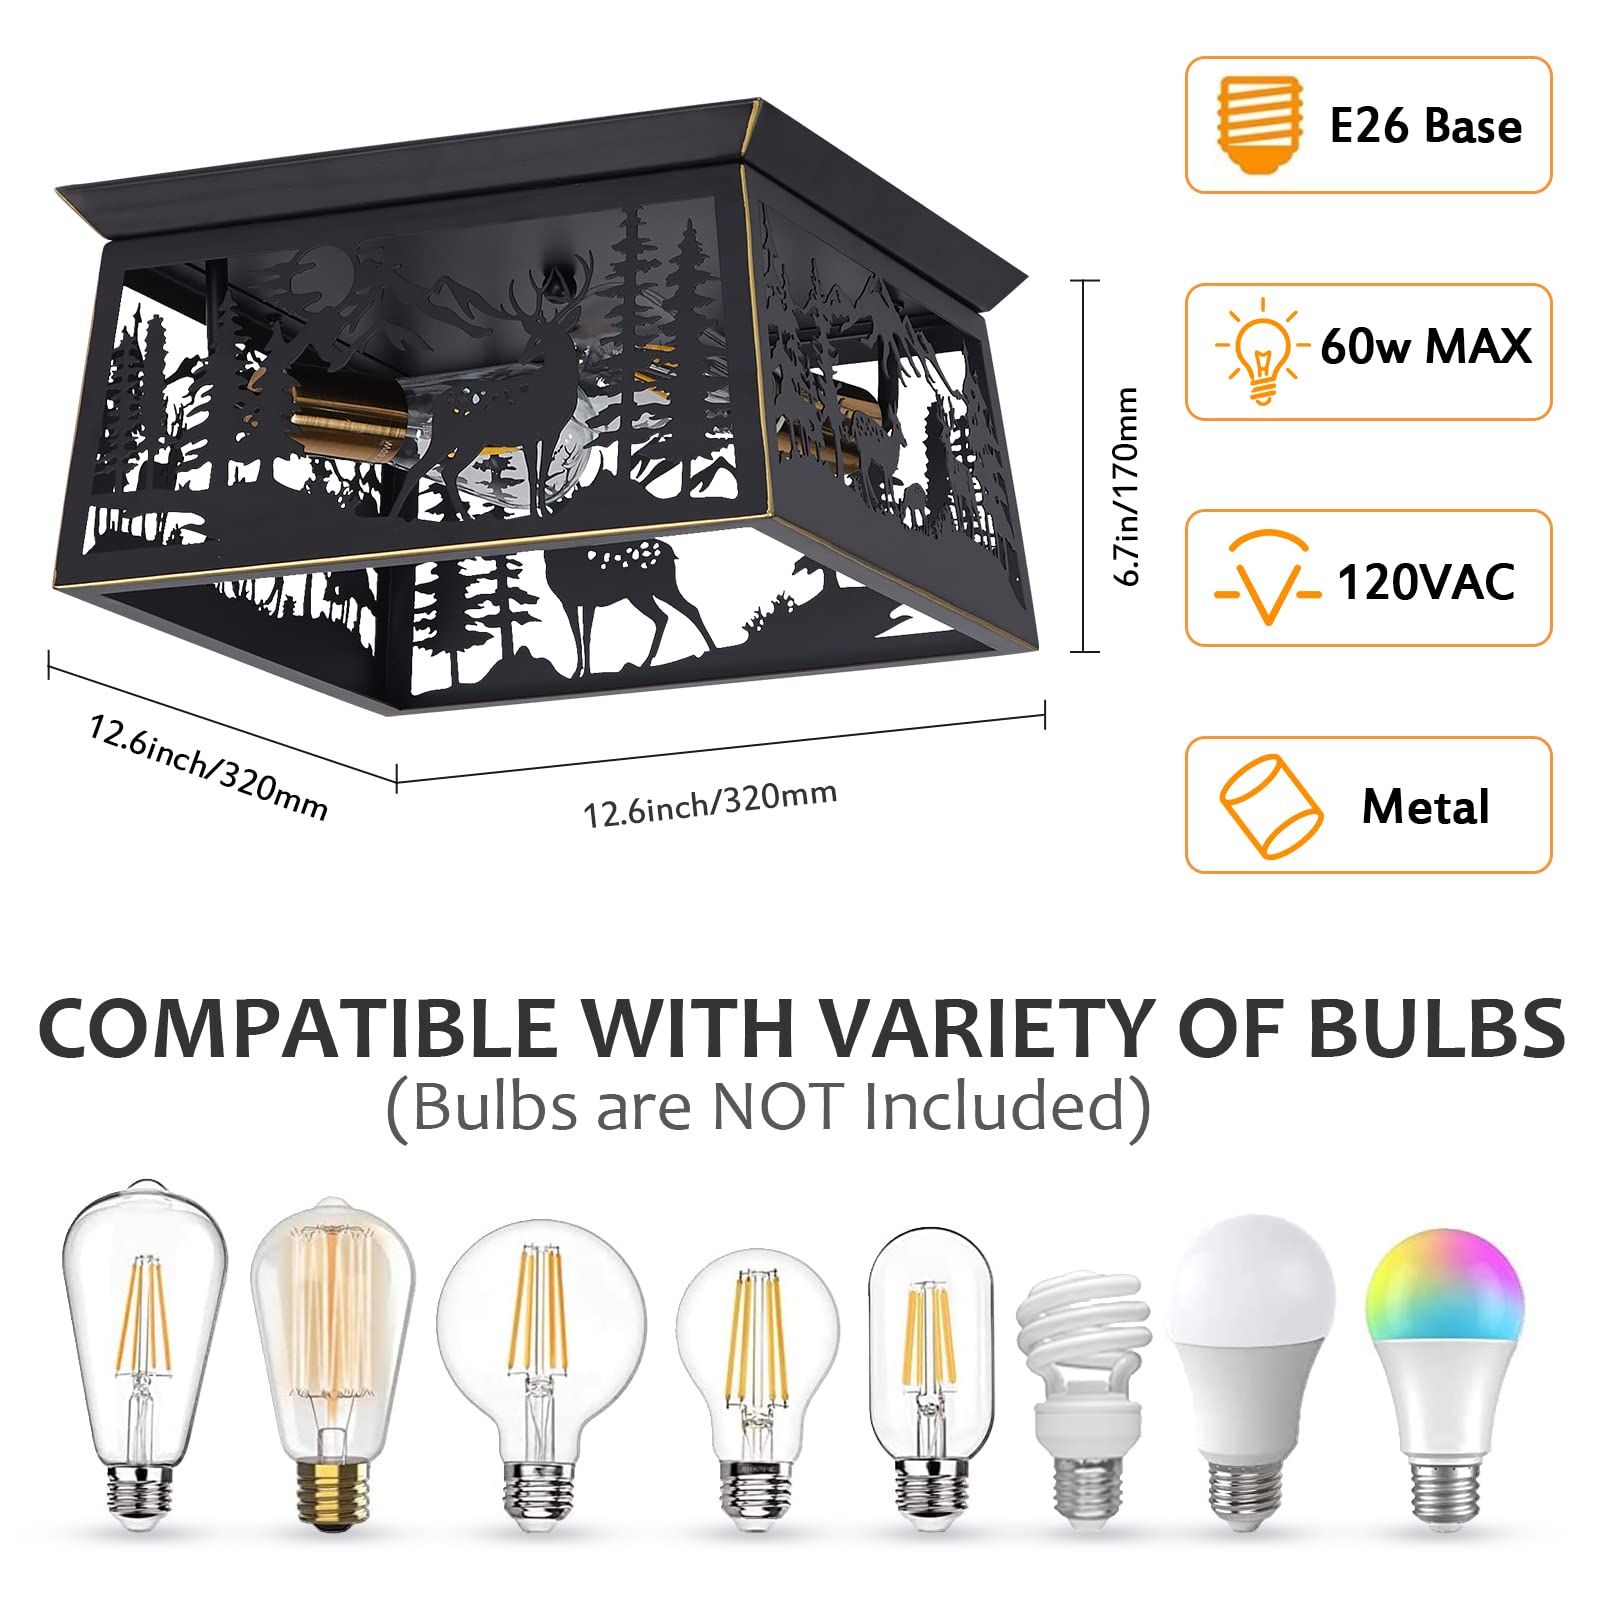 E26 Base
60w MAX
120VAC
Metal
6.7in/170mm
12.6inch/320mm
12.6inch/320mm
COMPATIBLE WITH VARIETY OF BULBS
(Bulbs are NOT Included)